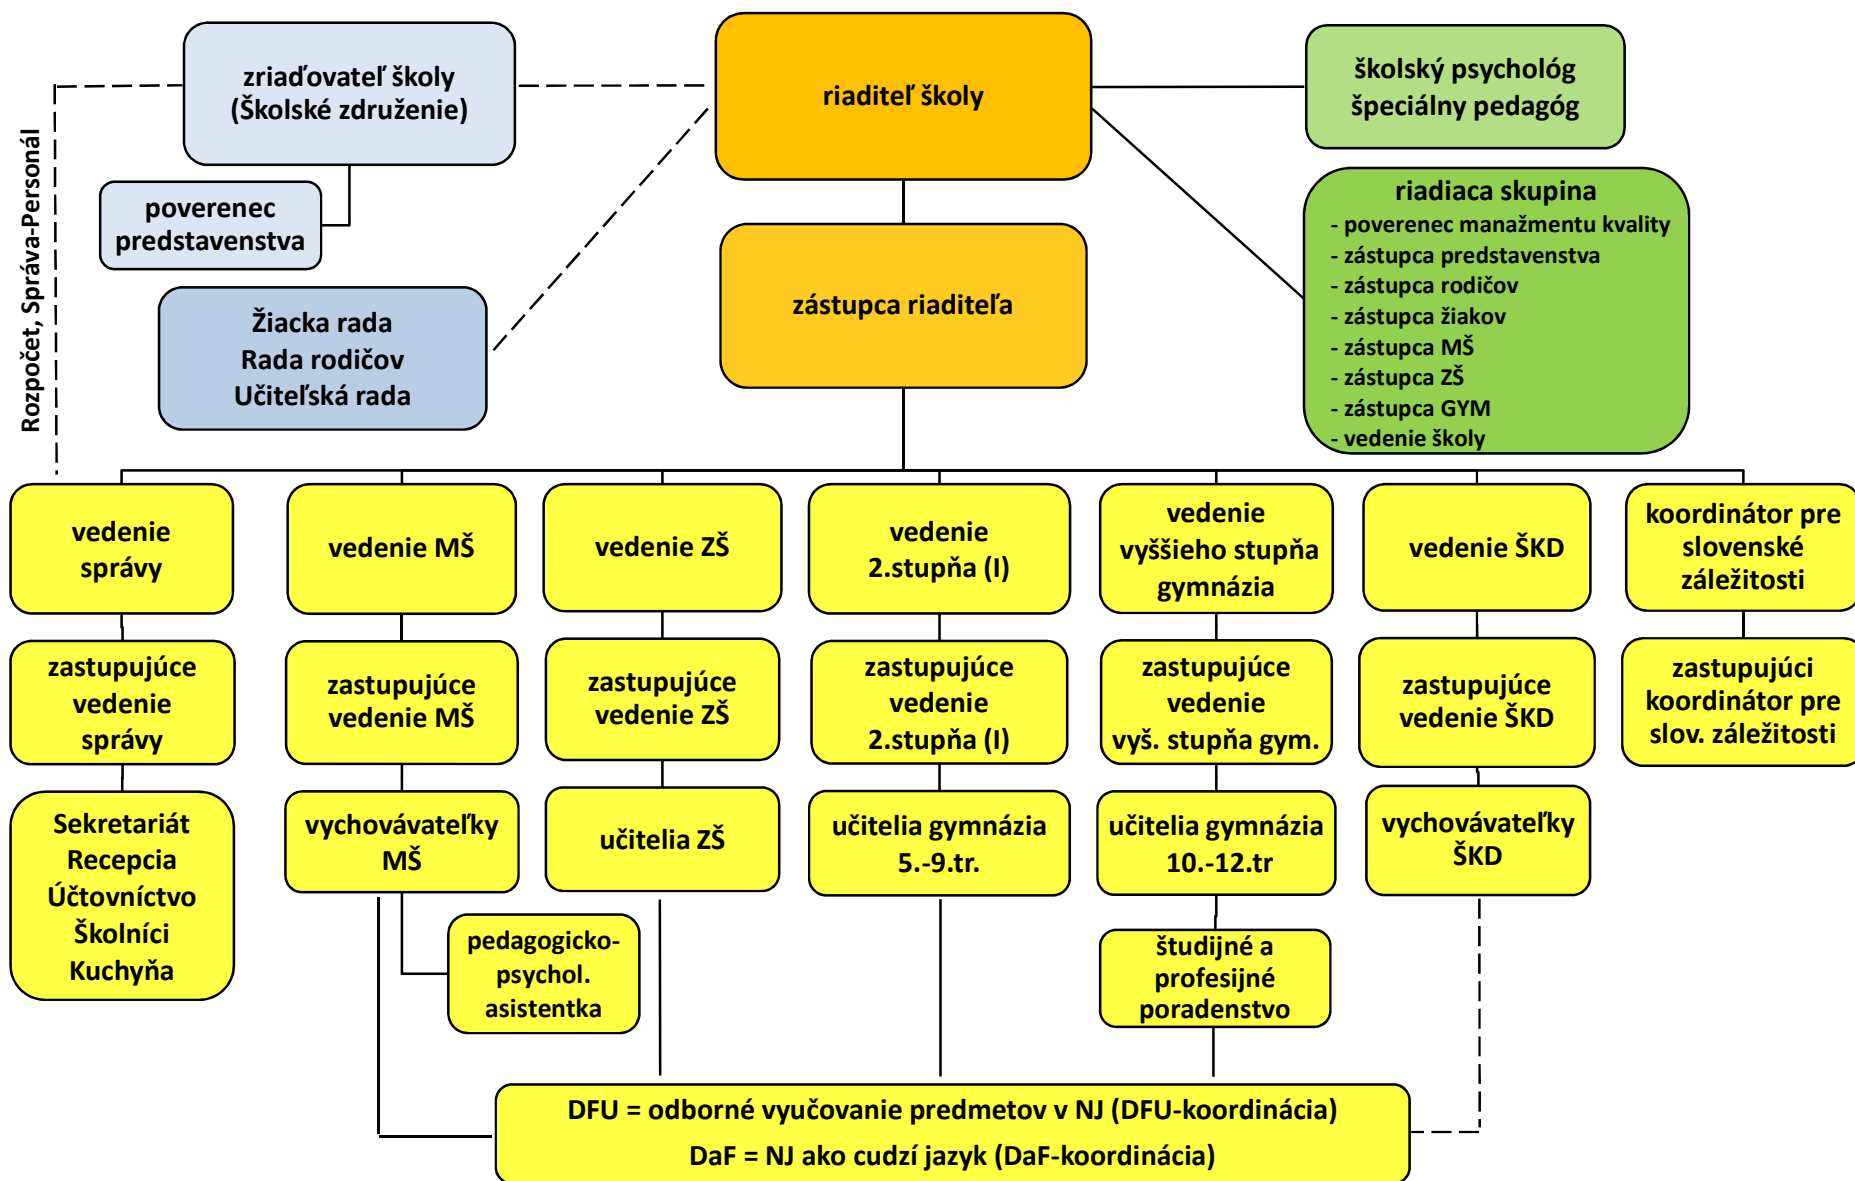 zriaďovateľ školy
(Školské združenie)
riaditeľ školy
školský psychológ
špeciálny pedagóg
poverenec
predstavenstva
riadiaca skupina
- poverenec manažmentu kvality
- zástupca predstavenstva
- zástupca rodičov
- zástupca žiakov
- zástupca MŠ
- zástupca ZŠ
- zástupca GYM
- vedenie školy
Rozpočet, Správa-Personál
Žiacka rada
Rada rodičov
Učiteľská rada
zástupca riaditeľa
vedenie
správy
vedenie MŠ
vedenie ZŠ
vedenie
2.stupňa (I)
vedenie
vyššieho stupňa
gymnázia
vedenie ŠKD
koordinátor pre
slovenské
záležitosti
zastupujúce
vedenie
správy
zastupujúce
vedenie MŠ
zastupujúce
vedenie ZŠ
zastupujúce
vedenie
2.stupňa (I)
zastupujúce
vedenie
vyš. stupňa gym.
zastupujúce
vedenie ŠKD
zastupujúci
koordinátor pre
slov. záležitosti
Sekretariát
Recepcia
Účtovníctvo
Školníci
Kuchyňa
vychovávateľky
MŠ
učitelia ZŠ
učitelia gymnázia
5.-9.tr.
učitelia gymnázia
10.-12.tr
vychovávateľky
ŠKD
pedagogicko-
psychol.
asistentka
študijné a
profesijné
poradenstvo
DFU = odborné vyučovanie predmetov v NJ (DFU-koordinácia)
DaF = NJ ako cudzí jazyk (DaF-koordinácia)